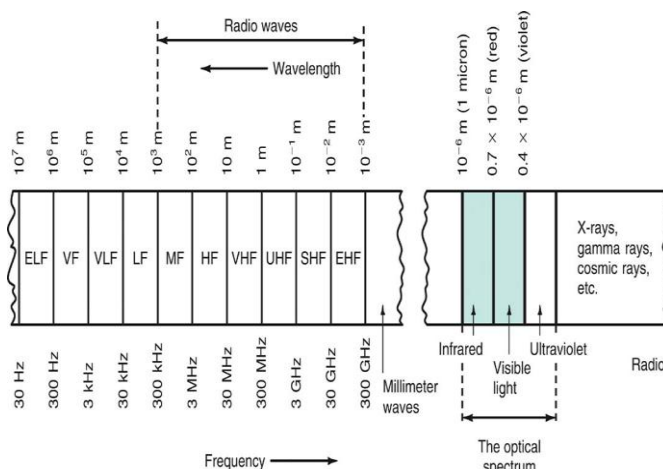 Radio waves
Wavelength
10⁷ m
10⁶ m
10⁵ m
10⁴ m
10³ m
10² m
10 m
1 m
10⁻¹ m
10⁻² m
10⁻³ m
10⁻⁶ m (1 micron)
0.7 × 10⁻⁶ m (red)
0.4 × 10⁻⁶ m (violet)
ELF
VF
VLF
LF
MF
HF
VHF
UHF
SHF
EHF
X-rays,
gamma rays,
cosmic rays,
etc.
30 Hz
300 Hz
3 kHz
30 kHz
300 kHz
3 MHz
30 MHz
300 MHz
3 GHz
30 GHz
300 GHz
Millimeter
waves
Infrared
Visible
light
Ultraviolet
Radio
Frequency
The optical
spectrum